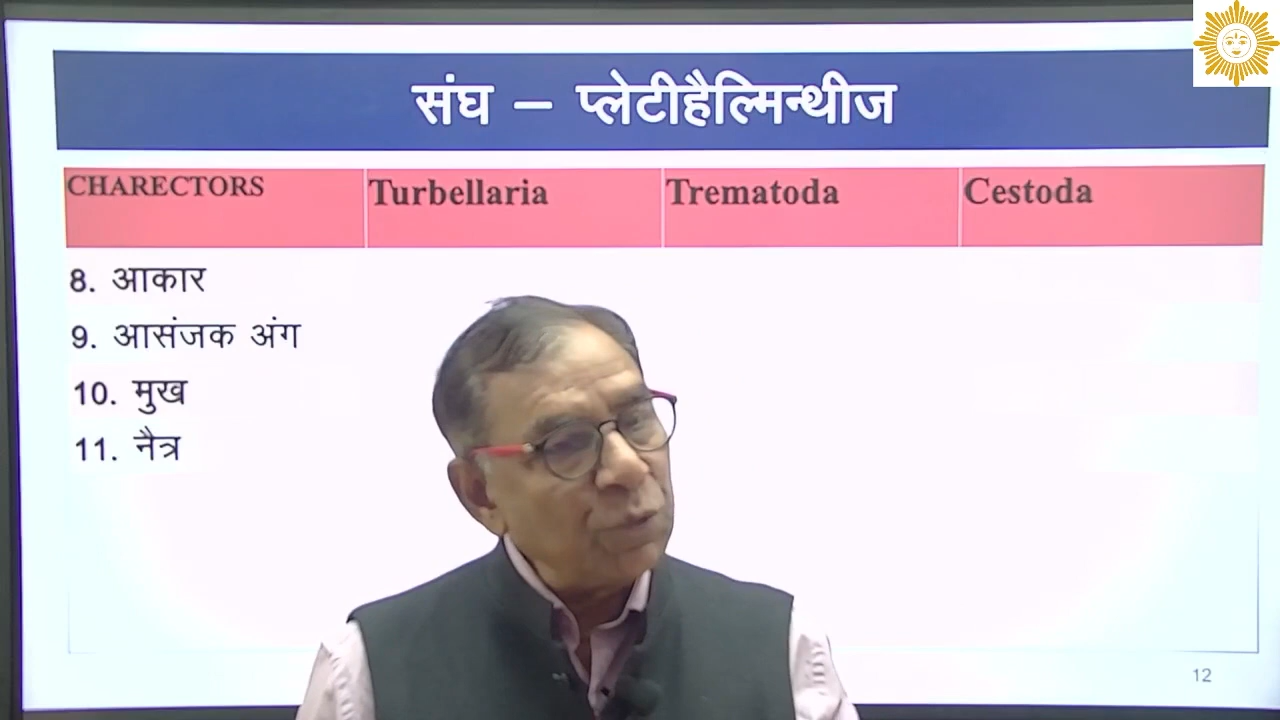 संघ – प्लेटीहैल्मिन्थीज
CHARECTORS Turbellaria Trematoda Cestoda
8. आकार
9. आसंजक अंग
10. मुख
11. नैत्र
12